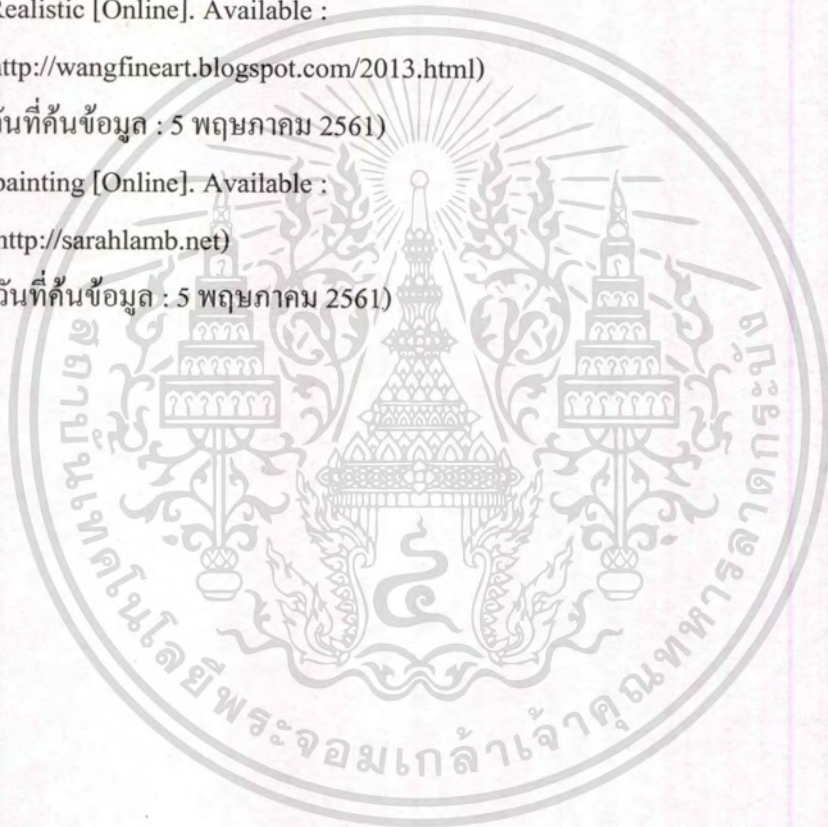 Realistic [Online]. Available :
http://wangfineart.blogspot.com/2013.html)
วันที่ค้นข้อมูล : 5 พฤษภาคม 2561)
painting [Online]. Available :
http://sarahlamb.net)
วันที่ค้นข้อมูล : 5 พฤษภาคม 2561)
สถาบันเทคโนโลยีพระจอมเกล้าเจ้าคุณทหารลาดกระบัง
๔